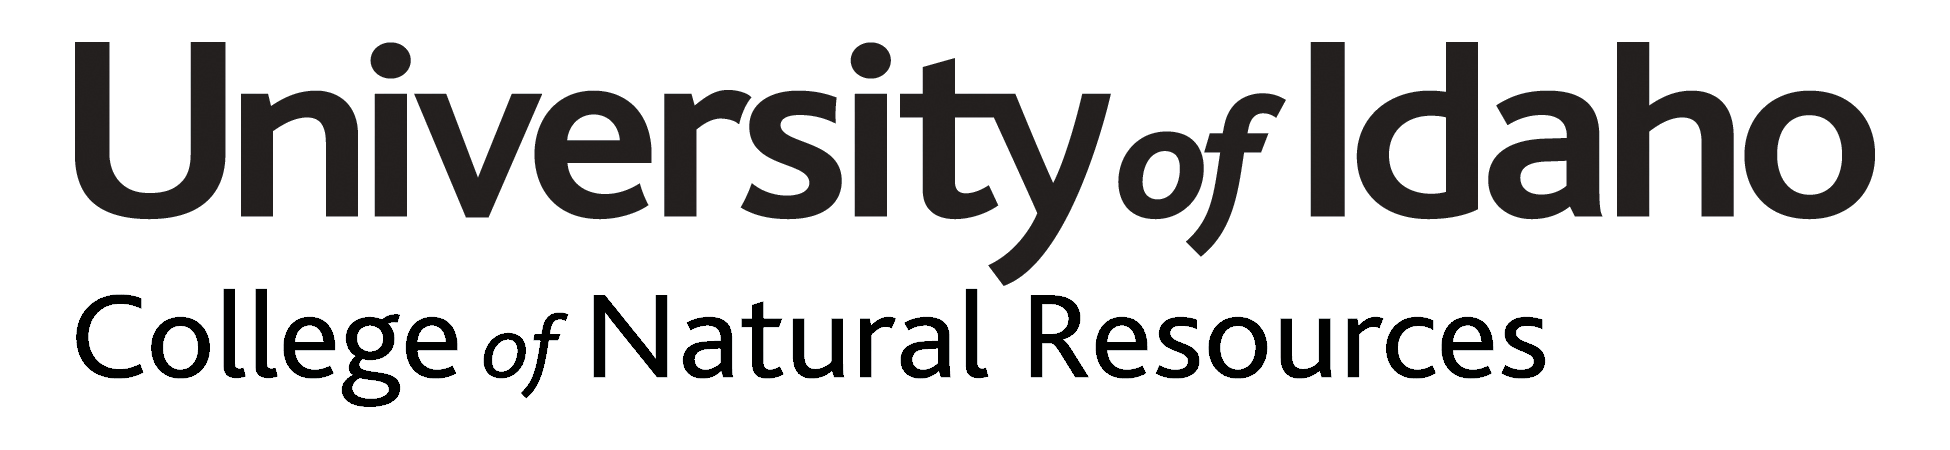 University of Idaho
College of Natural Resources